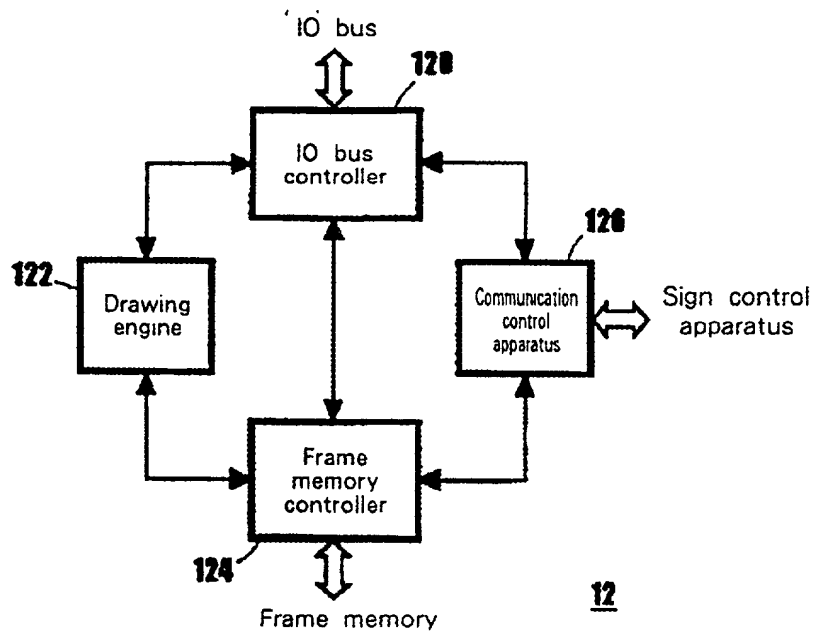 IO bus
120
IO bus
controller
126
122
Drawing
engine
Communication
control
apparatus
Sign control
apparatus
Frame
memory
controller
124
Frame memory
12